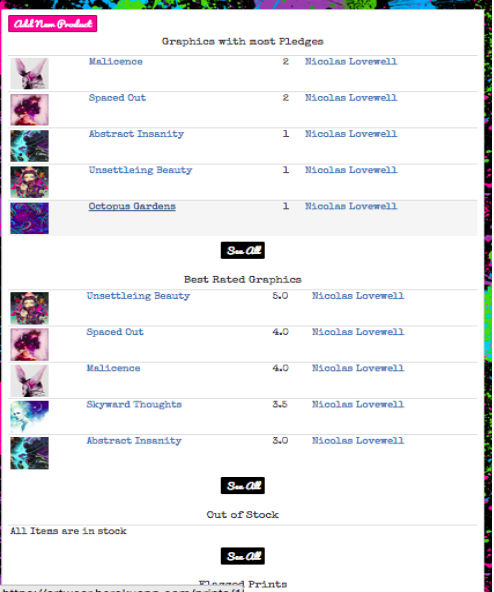 Add New Product
Graphics with most Pledges
Malicence 2 Nicolas Lovewell
Spaced Out 2 Nicolas Lovewell
Abstract Insanity 1 Nicolas Lovewell
Unsettleing Beauty 1 Nicolas Lovewell
Octopus Gardens 1 Nicolas Lovewell
See All
Best Rated Graphics
Unsettleing Beauty 5.0 Nicolas Lovewell
Spaced Out 4.0 Nicolas Lovewell
Malicence 4.0 Nicolas Lovewell
Skyward Thoughts 3.5 Nicolas Lovewell
Abstract Insanity 3.0 Nicolas Lovewell
See All
Out of Stock
All Items are in stock
See All
Flagged Prints